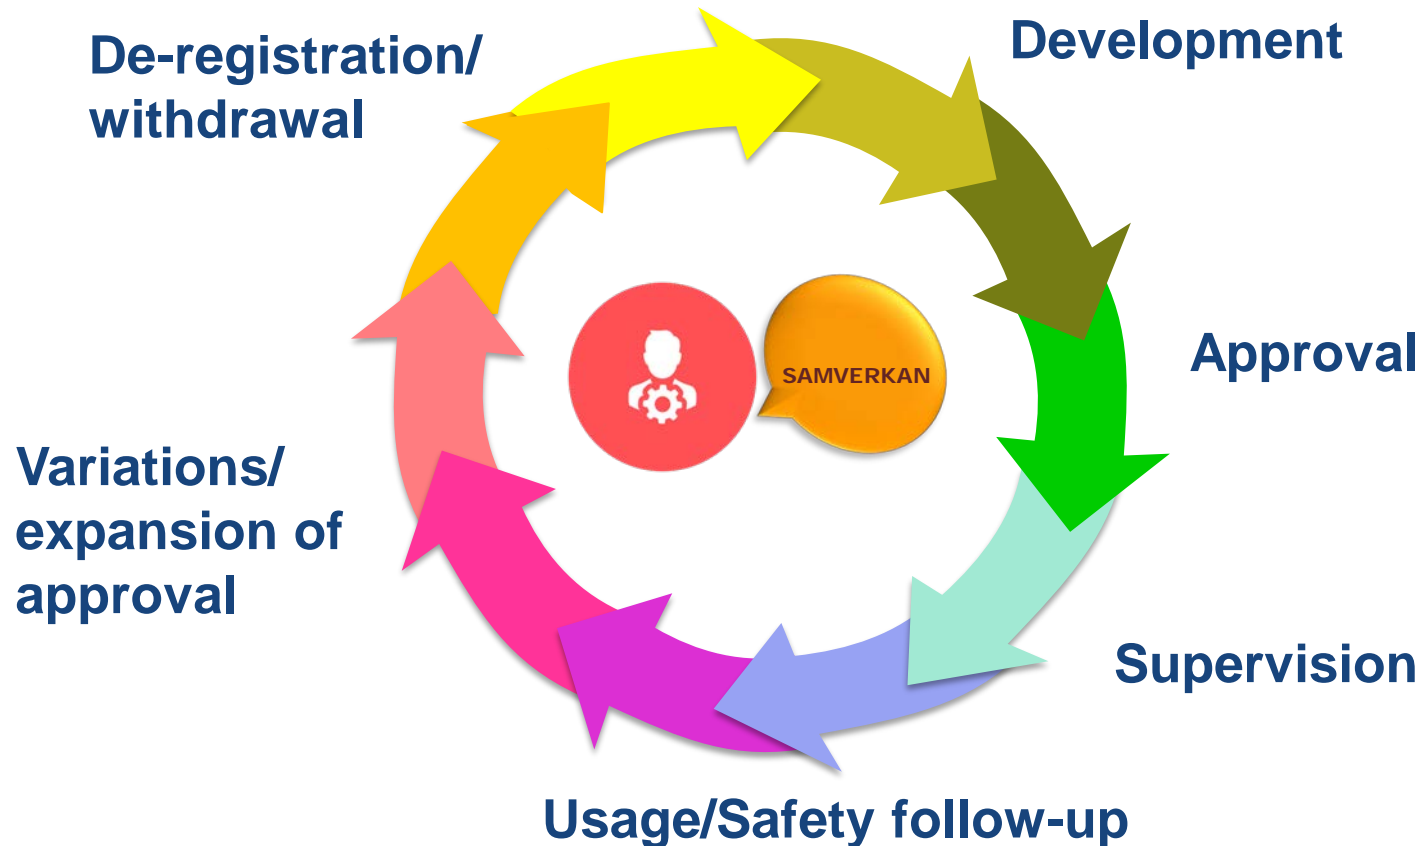 De-registration/
withdrawal
Development
SAMVERKAN
Approval
Variations/
expansion of
approval
Supervision
Usage/Safety follow-up